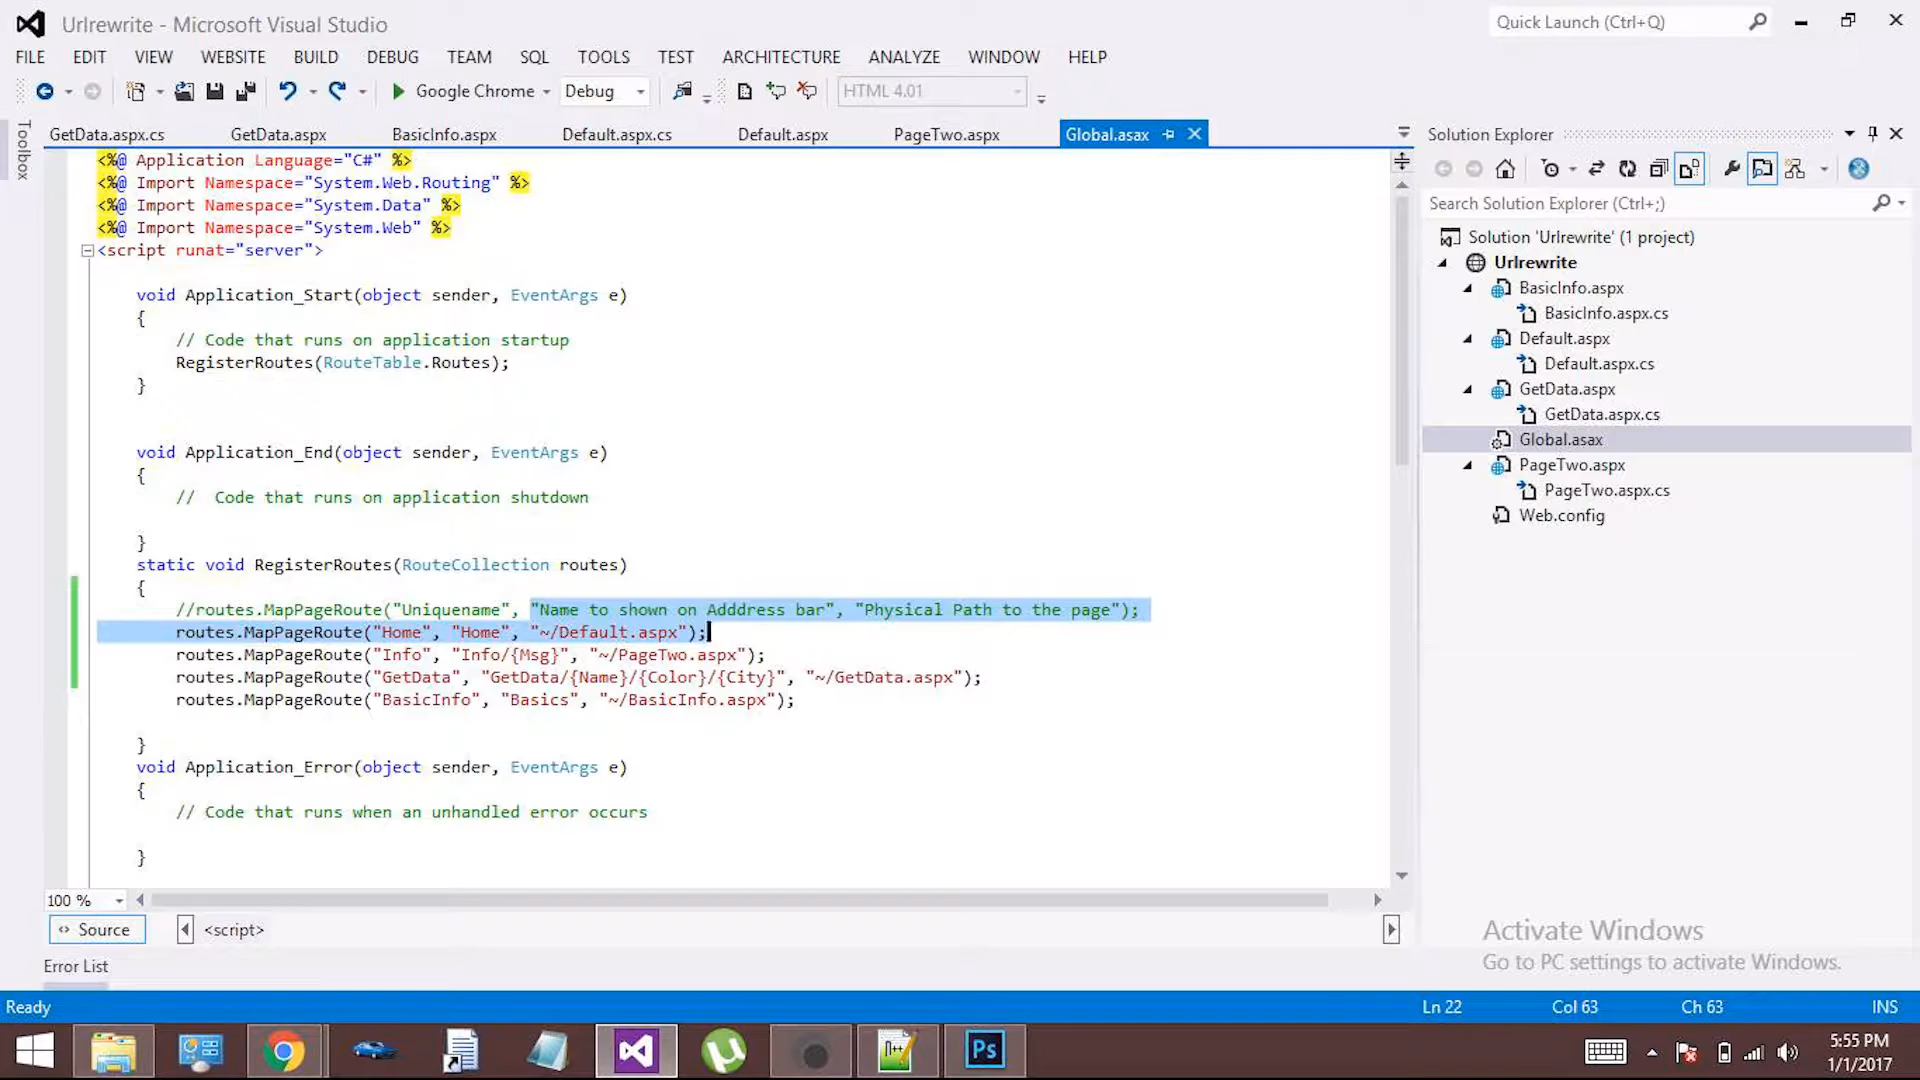 Urlrewrite - Microsoft Visual Studio
Quick Launch (Ctrl+Q)
FILE EDIT VIEW WEBSITE BUILD DEBUG TEAM SQL TOOLS TEST ARCHITECTURE ANALYZE WINDOW HELP
Google Chrome Debug HTML 4.01
Toolbox
GetData.aspx.cs GetData.aspx BasicInfo.aspx Default.aspx.cs Default.aspx PageTwo.aspx Global.asax
<%@ Application Language="C#" %>
<%@ Import Namespace="System.Web.Routing" %>
<%@ Import Namespace="System.Data" %>
<%@ Import Namespace="System.Web" %>
<script runat="server">
void Application_Start(object sender, EventArgs e)
{
// Code that runs on application startup
RegisterRoutes(RouteTable.Routes);
}
void Application_End(object sender, EventArgs e)
{
//  Code that runs on application shutdown
}
static void RegisterRoutes(RouteCollection routes)
{
//routes.MapPageRoute("Uniquename", "Name to shown on Adddress bar", "Physical Path to the page");
routes.MapPageRoute("Home", "Home", "~/Default.aspx");
routes.MapPageRoute("Info", "Info/{Msg}", "~/PageTwo.aspx");
routes.MapPageRoute("GetData", "GetData/{Name}/{Color}/{City}", "~/GetData.aspx");
routes.MapPageRoute("BasicInfo", "Basics", "~/BasicInfo.aspx");
}
void Application_Error(object sender, EventArgs e)
{
// Code that runs when an unhandled error occurs
}
100 %
Source <script>
Error List
Solution Explorer
Search Solution Explorer (Ctrl+;)
Solution 'Urlrewrite' (1 project)
Urlrewrite
BasicInfo.aspx
BasicInfo.aspx.cs
Default.aspx
Default.aspx.cs
GetData.aspx
GetData.aspx.cs
Global.asax
PageTwo.aspx
PageTwo.aspx.cs
Web.config
Activate Windows
Go to PC settings to activate Windows.
Ready Ln 22 Col 63 Ch 63 INS
N++
Ps
5:55 PM
1/1/2017